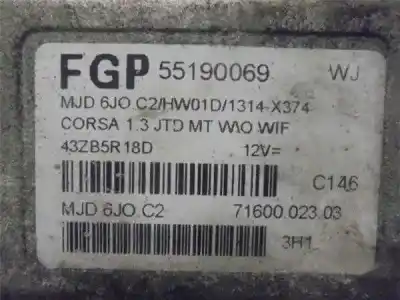 FGP 55190069 WJ
MJD 6JO.C2/HW01D/1314-X374
CORSA 1.3 JTD MT W\O WIF
43ZB5R18D 12V=
C146
MJD 6JO.C2 71600.023.03
3H1